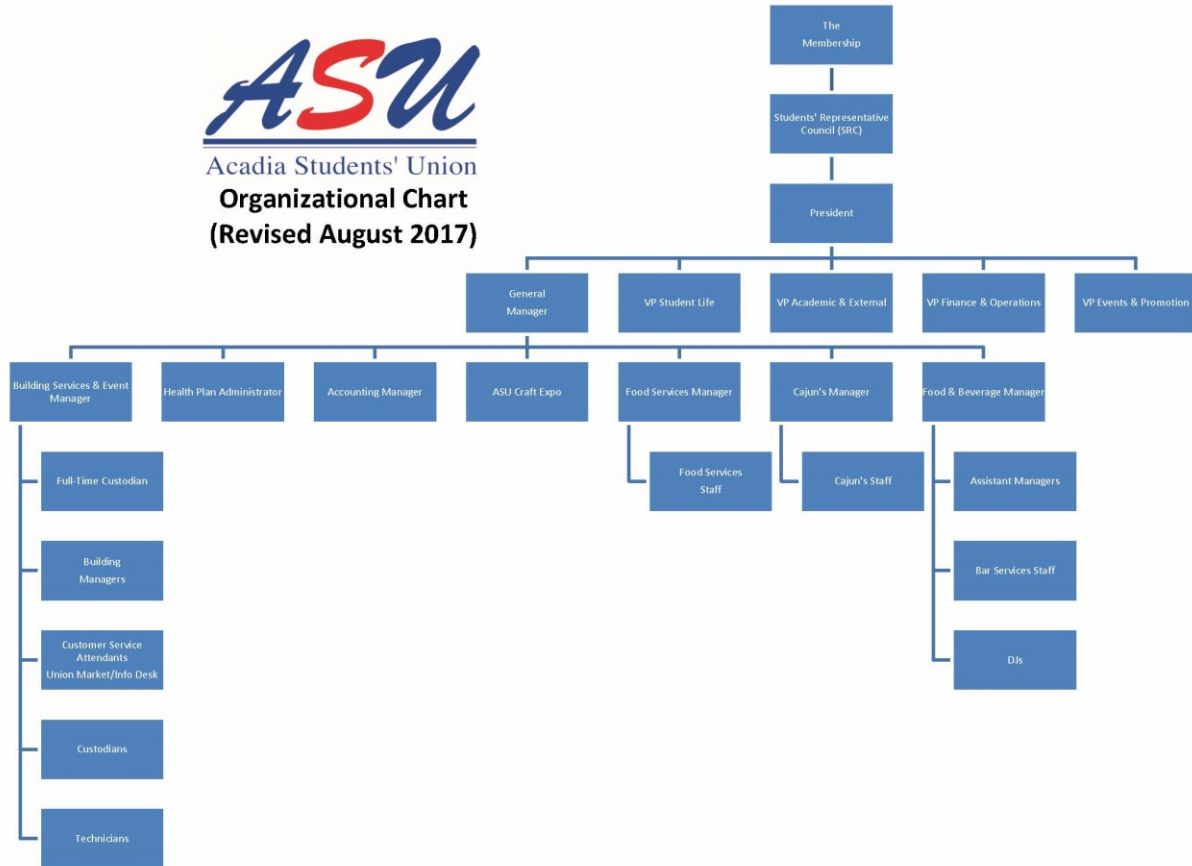 ASU
Acadia Students' Union
Organizational Chart
(Revised August 2017)
The
Membership
Students' Representative
Council (SRC)
President
General
Manager
VP Student Life
VP Academic & External
VP Finance & Operations
VP Events & Promotion
Building Services & Event
Manager
Health Plan Administrator
Accounting Manager
ASU Craft Expo
Food Services Manager
Cajun's Manager
Food & Beverage Manager
Full-Time Custodian
Building
Managers
Customer Service
Attendants
Union Market/Info Desk
Custodians
Technicians
Food Services
Staff
Cajun's Staff
Assistant Managers
Bar Services Staff
DJs